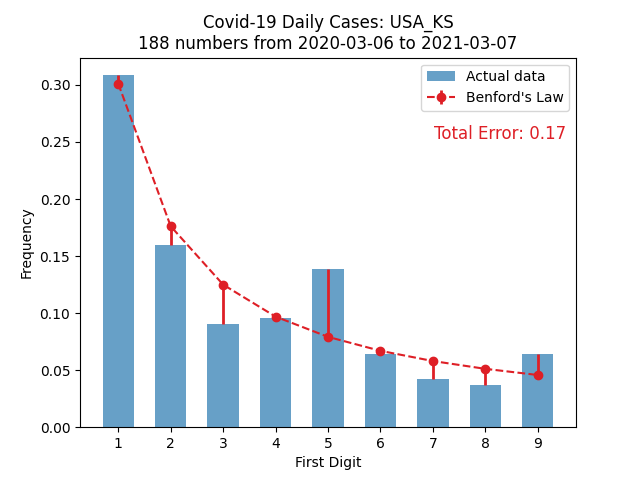 Covid-19 Daily Cases: USA_KS
188 numbers from 2020-03-06 to 2021-03-07
Actual data
Benford's Law
Total Error: 0.17
Frequency
0.30
0.25
0.20
0.15
0.10
0.05
0.00
1 2 3 4 5 6 7 8 9
First Digit